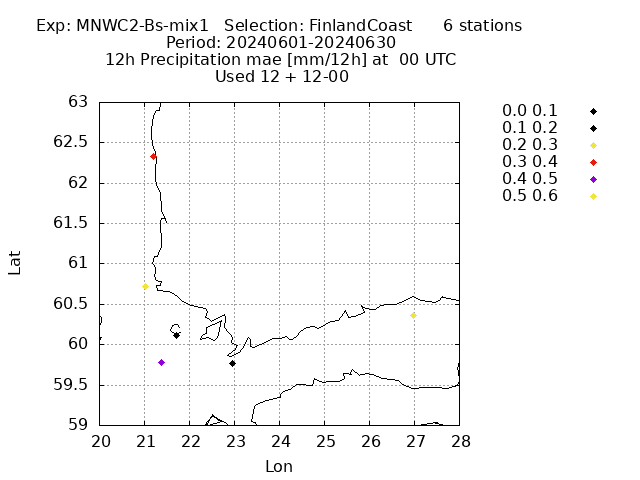 Exp: MNWC2-Bs-mix1   Selection: FinlandCoast      6 stations
Period: 20240601-20240630
12h Precipitation mae [mm/12h] at  00 UTC
Used 12 + 12-00
63
62.5
62
61.5
61
60.5
60
59.5
59
Lat
20 21 22 23 24 25 26 27 28
Lon
0.0 0.1
0.1 0.2
0.2 0.3
0.3 0.4
0.4 0.5
0.5 0.6